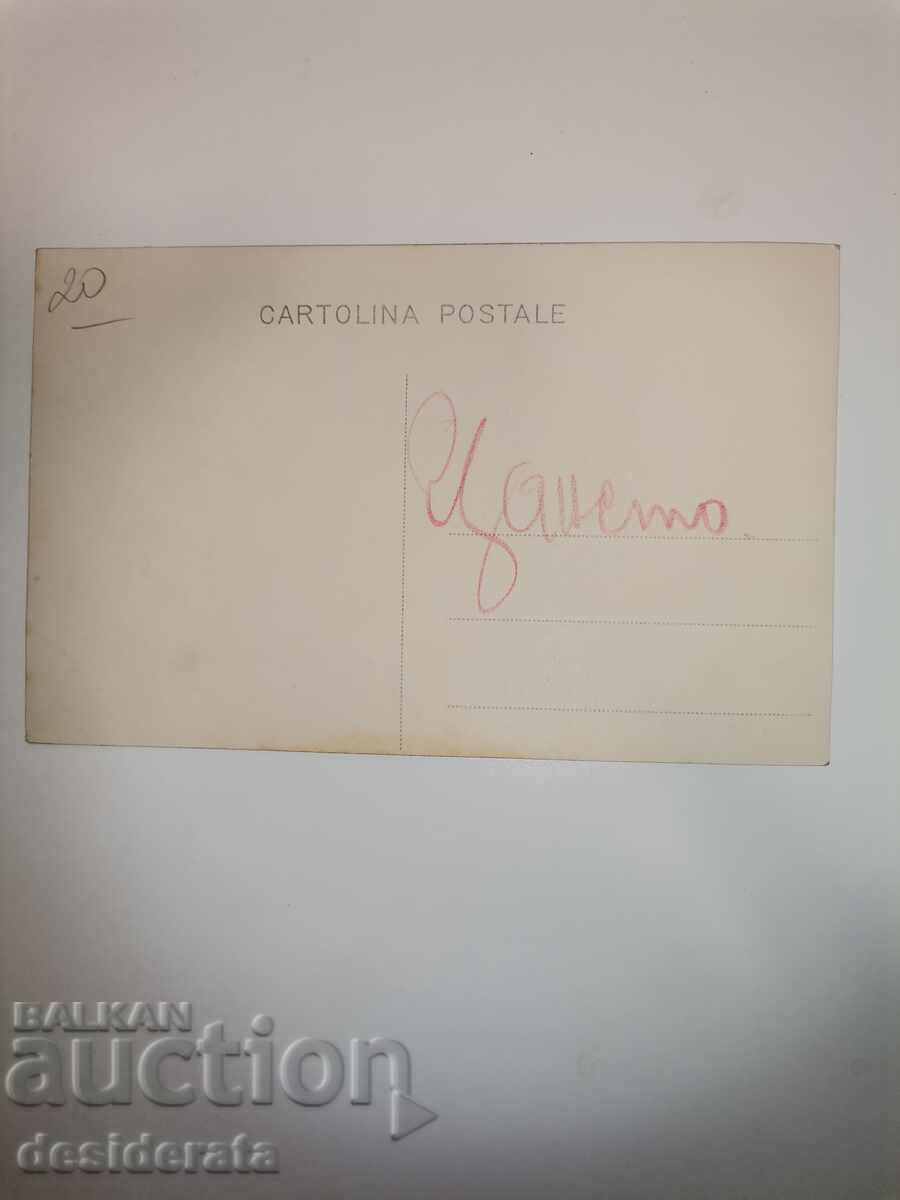 20
CARTOLINA POSTALE
Цането.
BALKAN
auction
desiderata